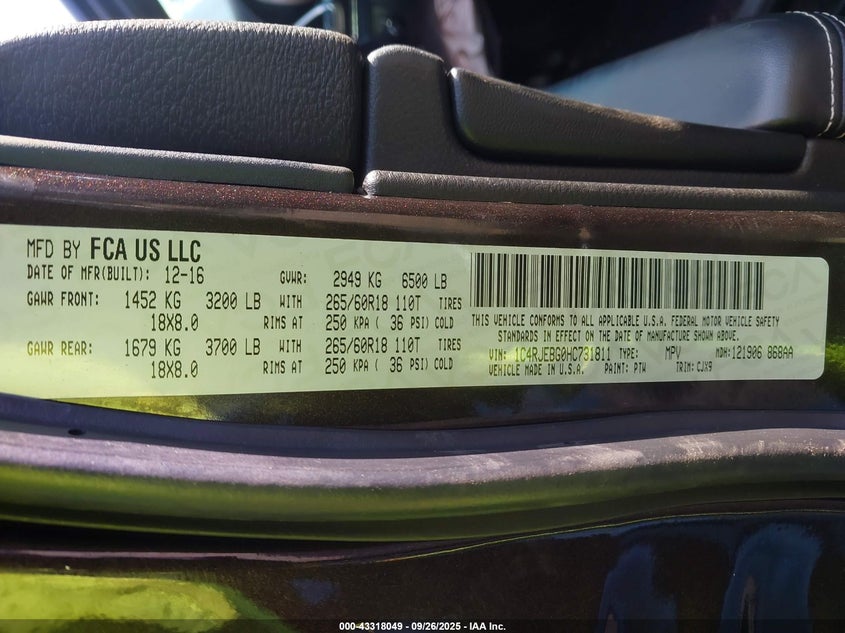 MFD BY FCA US LLC
DATE OF MFR(BUILT): 12-16 GVWR: 2949 KG 6500 LB
GAWR FRONT: 1452 KG 3200 LB WITH 265/60R18 110T TIRES
18X8.0 RIMS AT 250 KPA ( 36 PSI) COLD
GAWR REAR: 1679 KG 3700 LB WITH 265/60R18 110T TIRES
18X8.0 RIMS AT 250 KPA ( 36 PSI) COLD
THIS VEHICLE CONFORMS TO ALL APPLICABLE U.S.A. FEDERAL MOTOR VEHICLE SAFETY
STANDARDS IN EFFECT ON THE DATE OF MANUFACTURE SHOWN ABOVE.
VIN: 1C4RJEBG0HC731811 TYPE: MPV MDH: 121906 868AA
VEHICLE MADE IN U.S.A. PAINT: PTW TRIM: CJX9
000-43318049 - 09/26/2025 - IAA Inc.